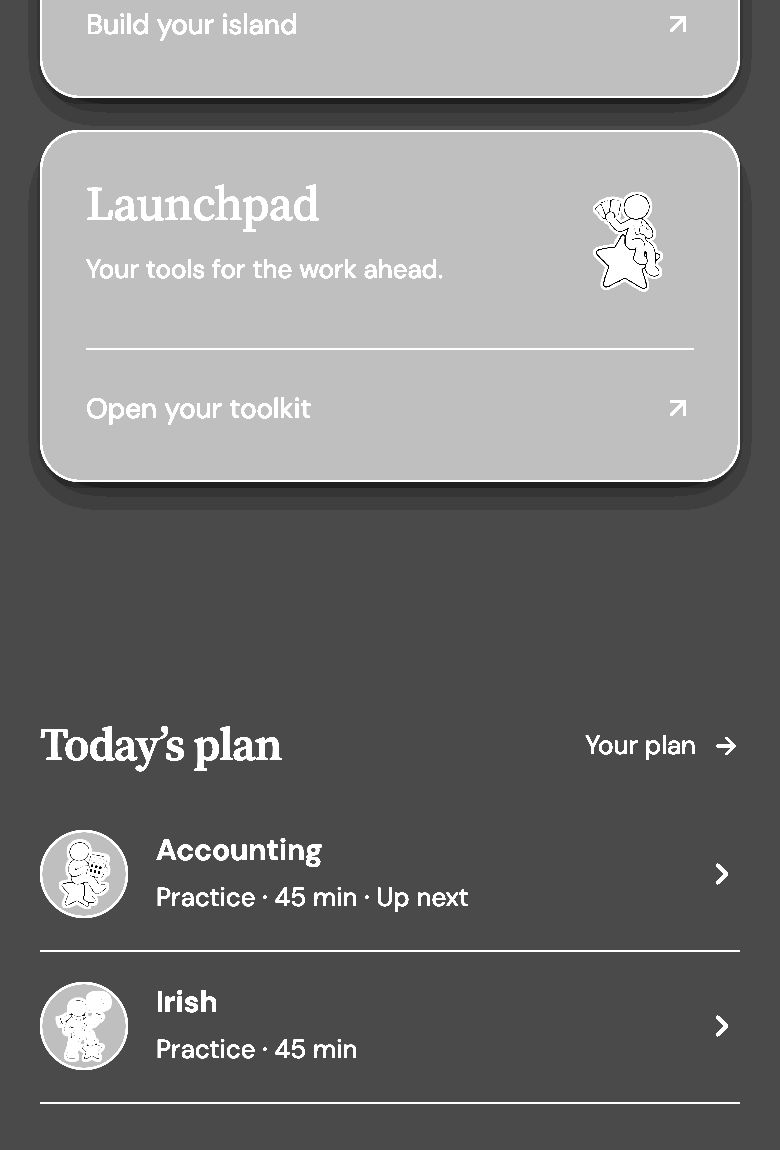 Build your island
Launchpad
Your tools for the work ahead.
Open your toolkit
Today's plan
Your plan
Accounting
Practice · 45 min · Up next
Irish
Practice · 45 min